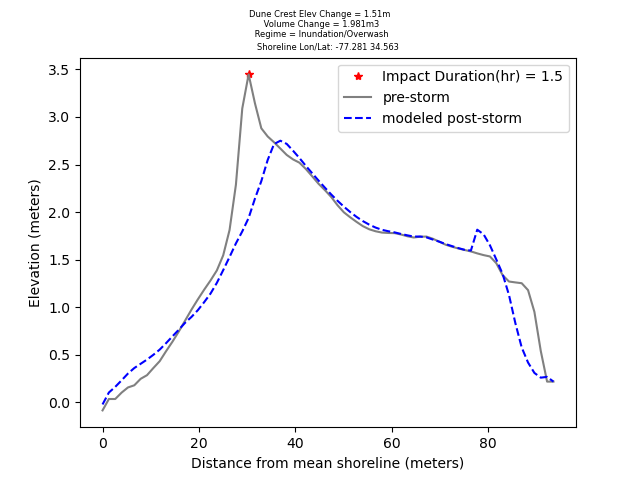 Dune Crest Elev Change = 1.51m
Volume Change = 1.981m3
Regime = Inundation/Overwash
Shoreline Lon/Lat: -77.281 34.563
Impact Duration(hr) = 1.5
pre-storm
modeled post-storm
Elevation (meters)
3.5
3.0
2.5
2.0
1.5
1.0
0.5
0.0
0 20 40 60 80
Distance from mean shoreline (meters)